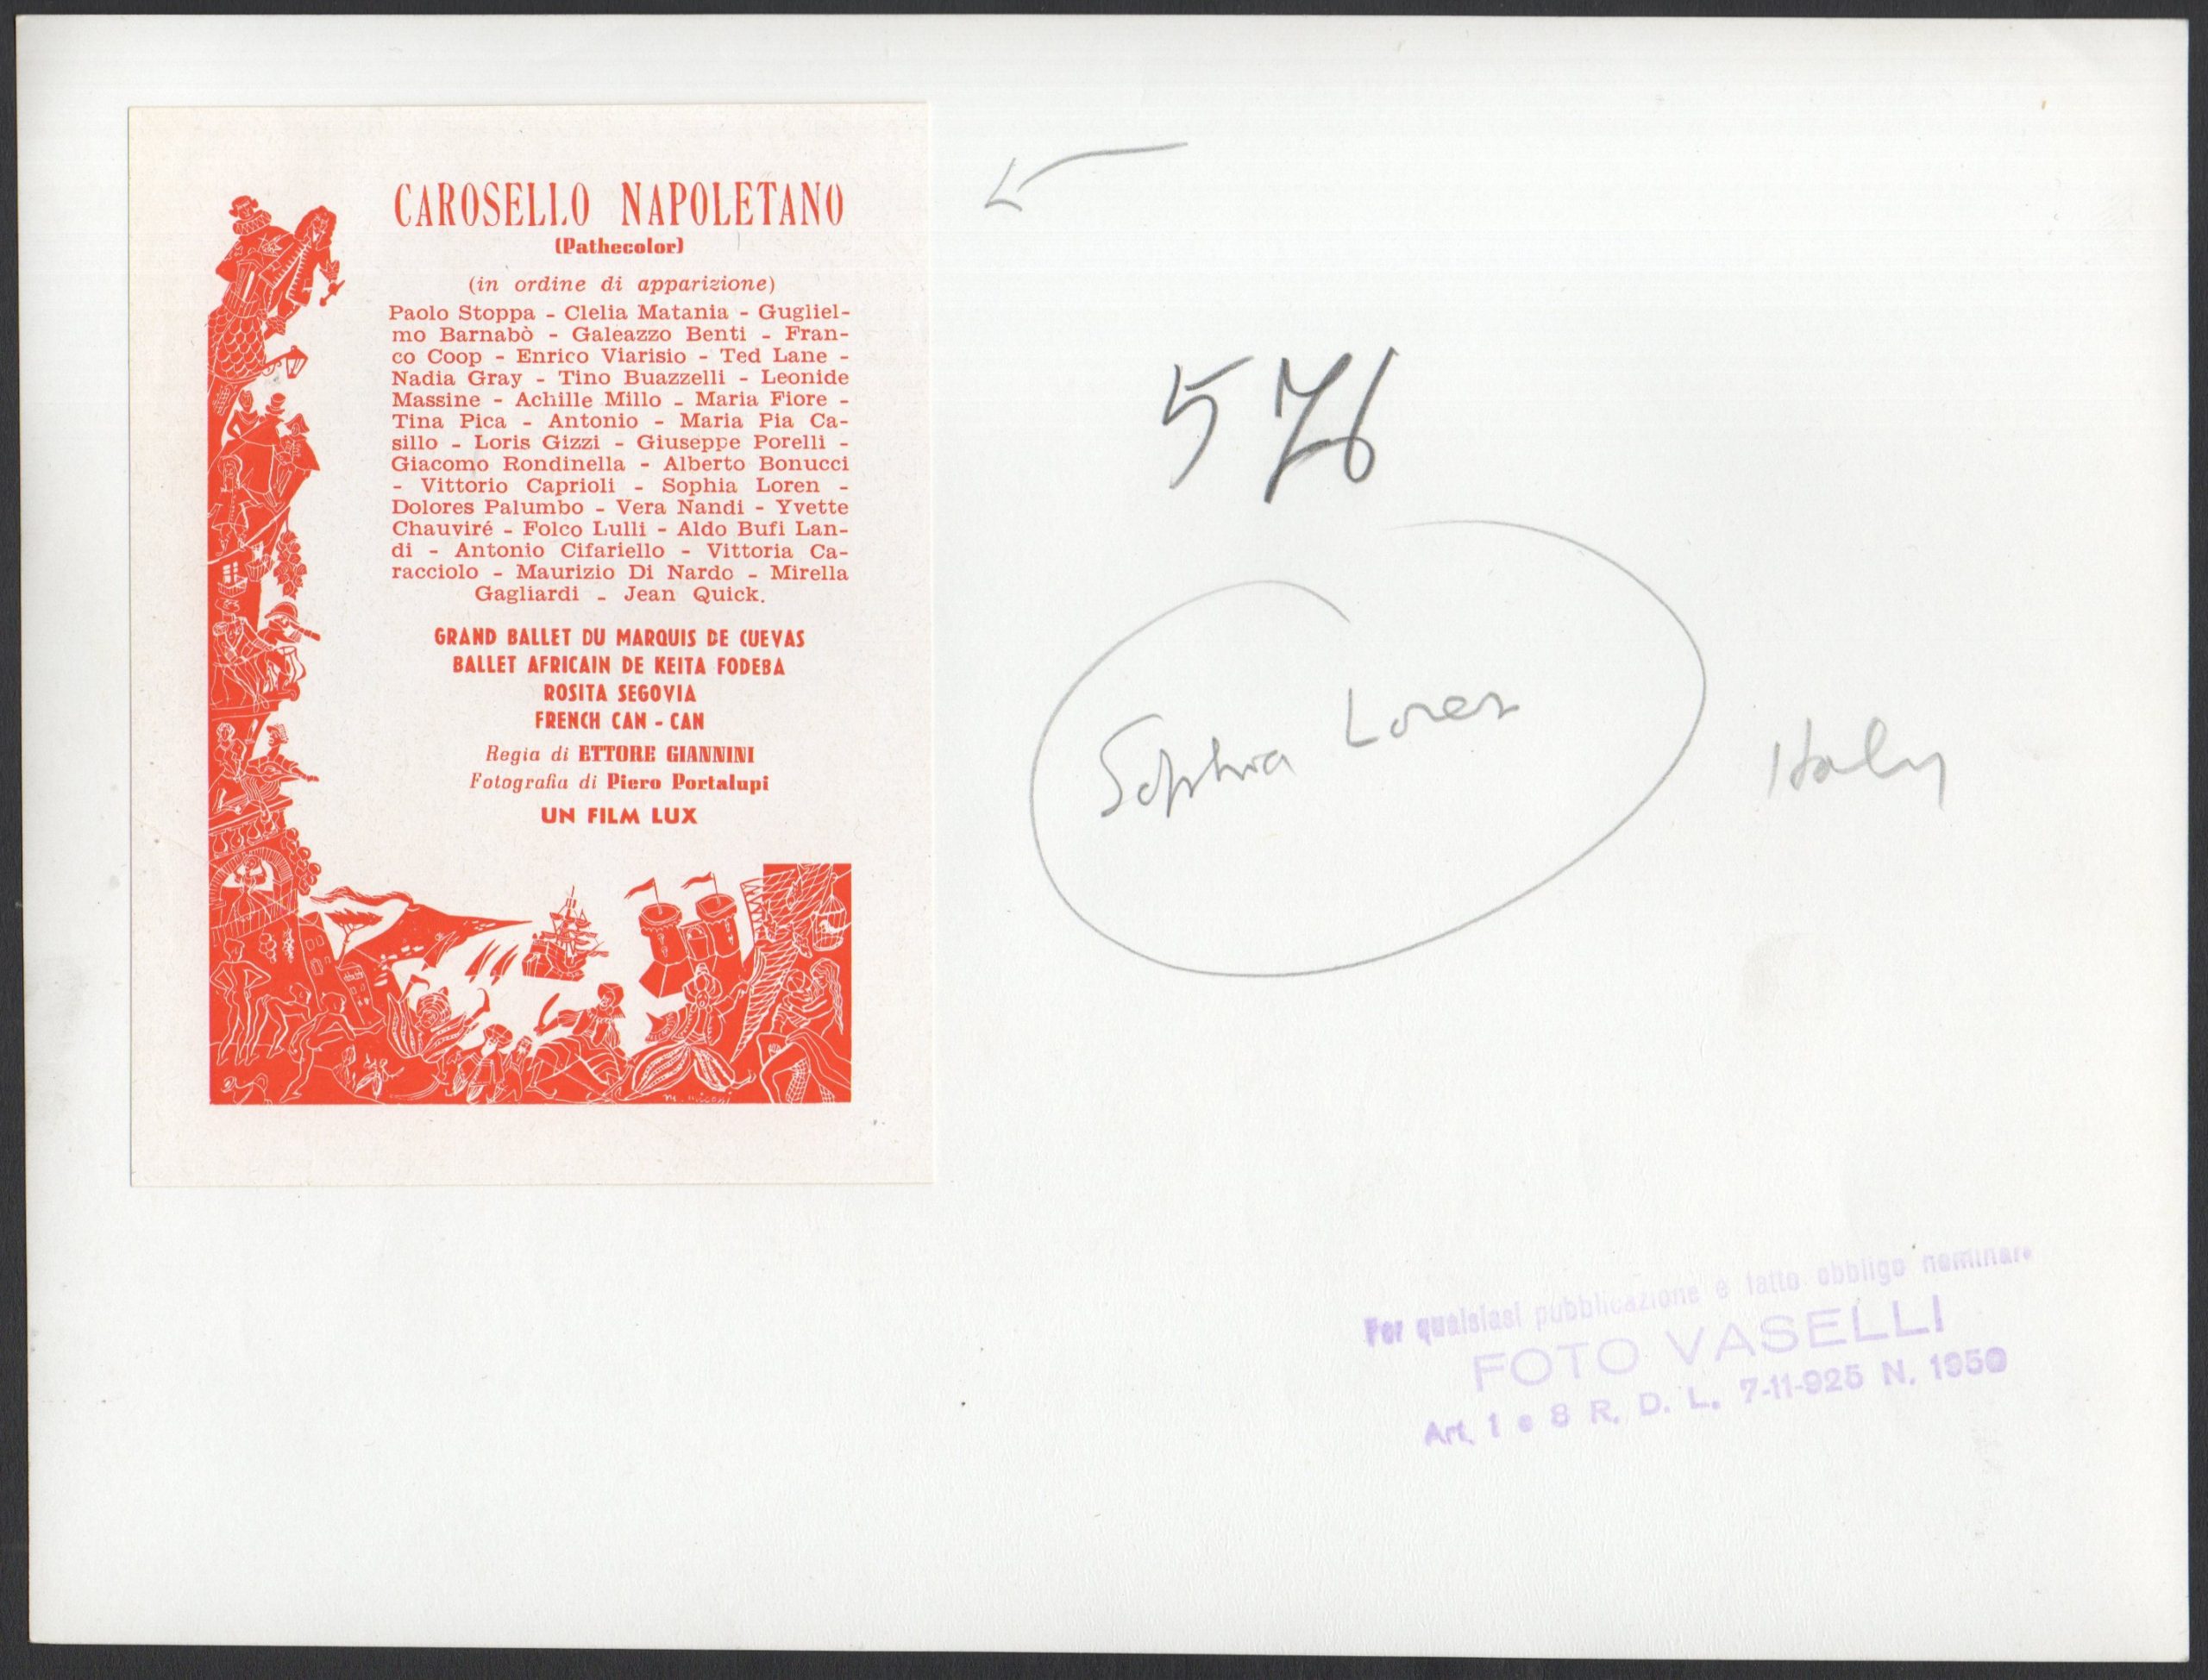 CAROSELLO NAPOLETANO
(Pathecolor)
(in ordine di apparizione)
Paolo Stoppa - Clelia Matania - Gugliel-
mo Barnabò - Galeazzo Benti - Fran-
co Coop - Enrico Viarisio - Ted Lane -
Nadia Gray - Tino Buazzelli - Leonide
Massine - Achille Millo - Maria Fiore -
Tina Pica - Antonio - Maria Pia Ca-
sillo - Loris Gizzi - Giuseppe Porelli -
Giacomo Rondinella - Alberto Bonucci
- Vittorio Caprioli - Sophia Loren -
Dolores Palumbo - Vera Nandi - Yvette
Chauviré - Folco Lulli - Aldo Bufi Lan-
di - Antonio Cifariello - Vittoria Ca-
racciolo - Maurizio Di Nardo - Mirella
Gagliardi - Jean Quick.
GRAND BALLET DU MARQUIS DE CUEVAS
BALLET AFRICAIN DE KEITA FODEBA
ROSITA SEGOVIA
FRENCH CAN - CAN
Regia di ETTORE GIANNINI
Fotografia di Piero Portalupi
UN FILM LUX
576
Sophia Loren
Italy
Per qualsiasi pubblicazione è fatto obbligo nominare
FOTO VASELLI
Art. 1 e 8 R. D. L. 7-11-925 N. 1950